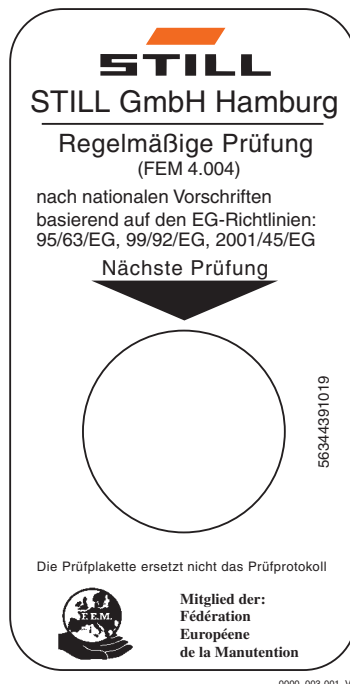 STILL
STILL GmbH Hamburg
Regelmäßige Prüfung
(FEM 4.004)
nach nationalen Vorschriften
basierend auf den EG-Richtlinien:
95/63/EG, 99/92/EG, 2001/45/EG
Nächste Prüfung
56344391019
Die Prüfplakette ersetzt nicht das Prüfprotokoll
F.E.M.
Mitglied der:
Fédération
Européene
de la Manutention